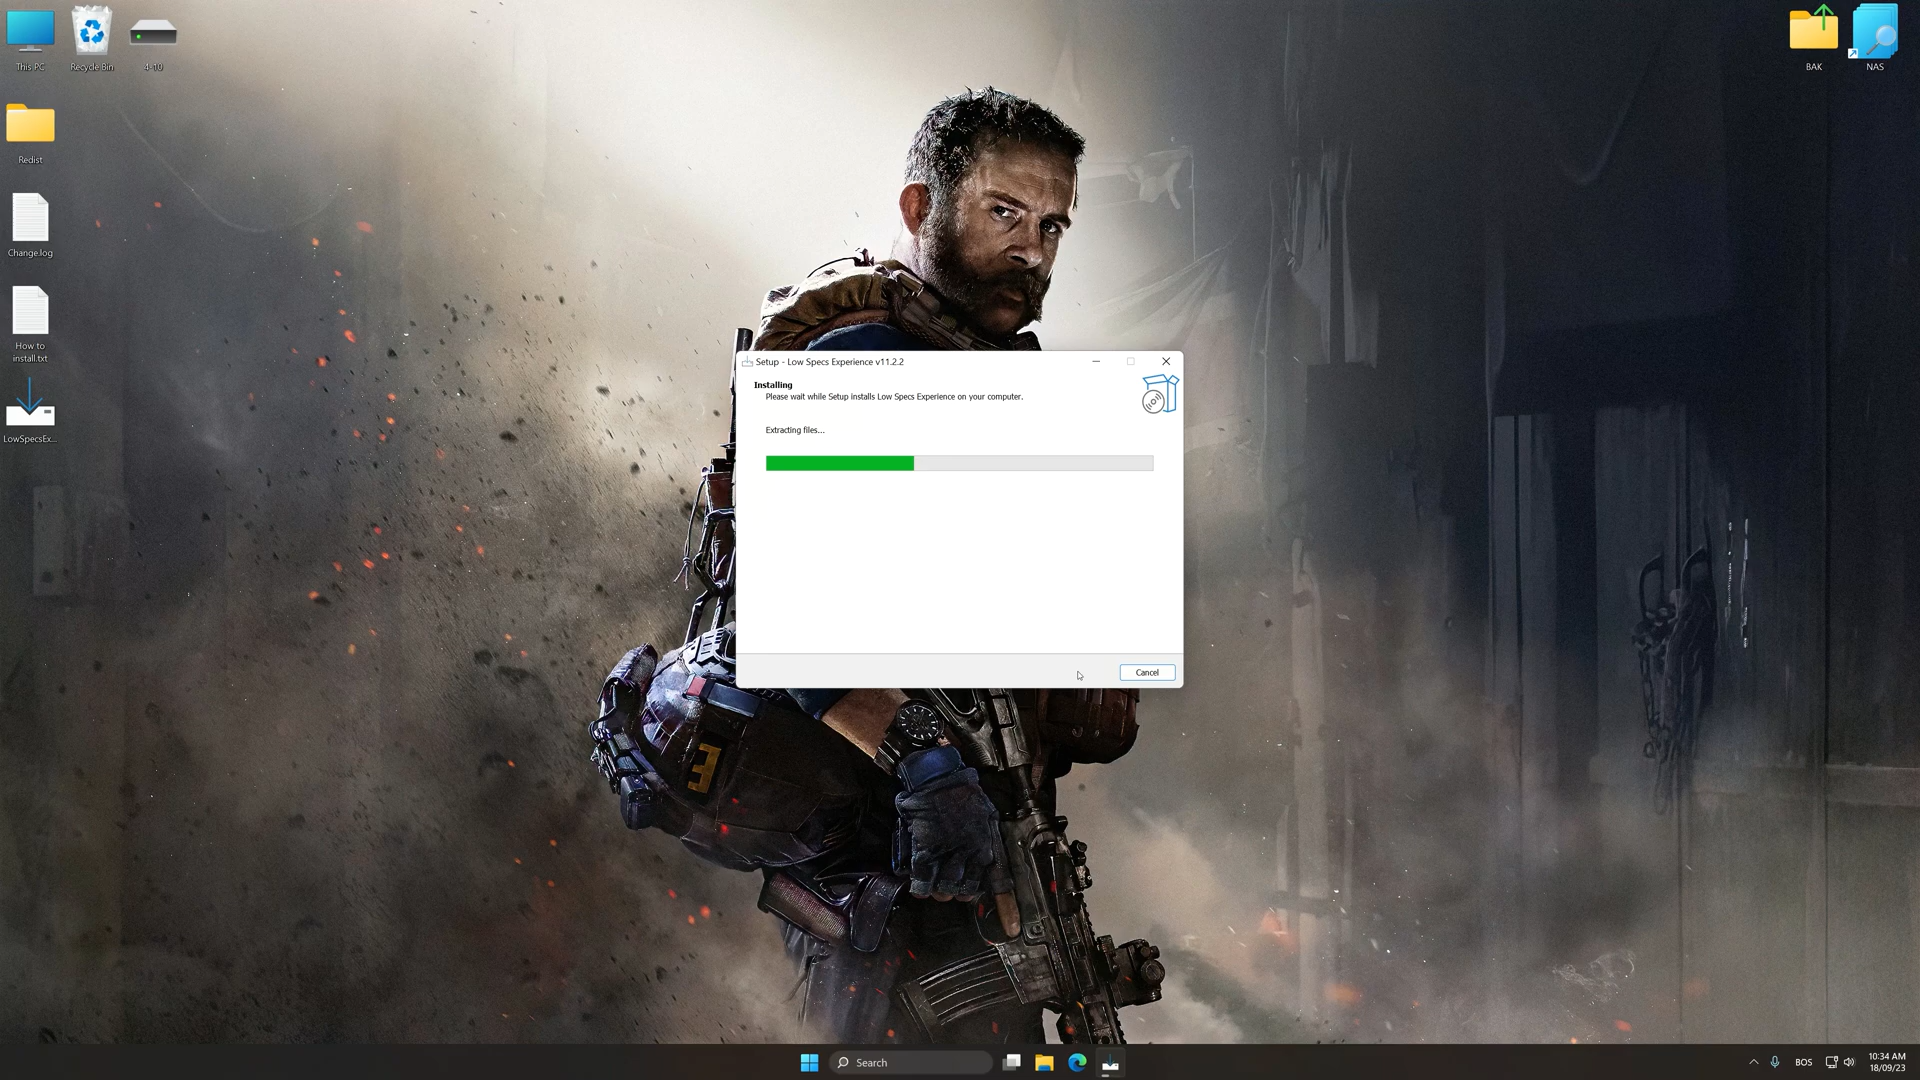 This PC
Recycle Bin
4-10
BAK
NAS
Redist
Change.log
How to
install.txt
LowSpecsEx...
Setup - Low Specs Experience v11.2.2
Installing
Please wait while Setup installs Low Specs Experience on your computer.
Extracting files...
Cancel
Search
BOS
10:34 AM
18/09/23